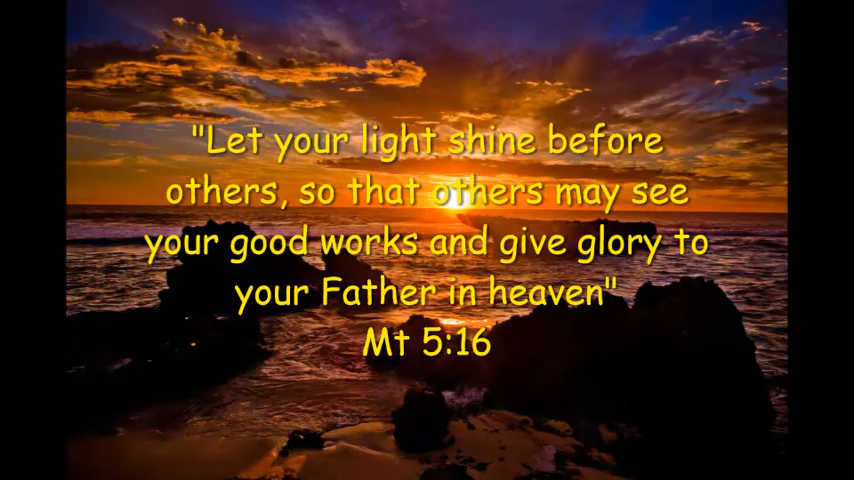 "Let your light shine before
others, so that others may see
your good works and give glory to
your Father in heaven"
Mt 5:16